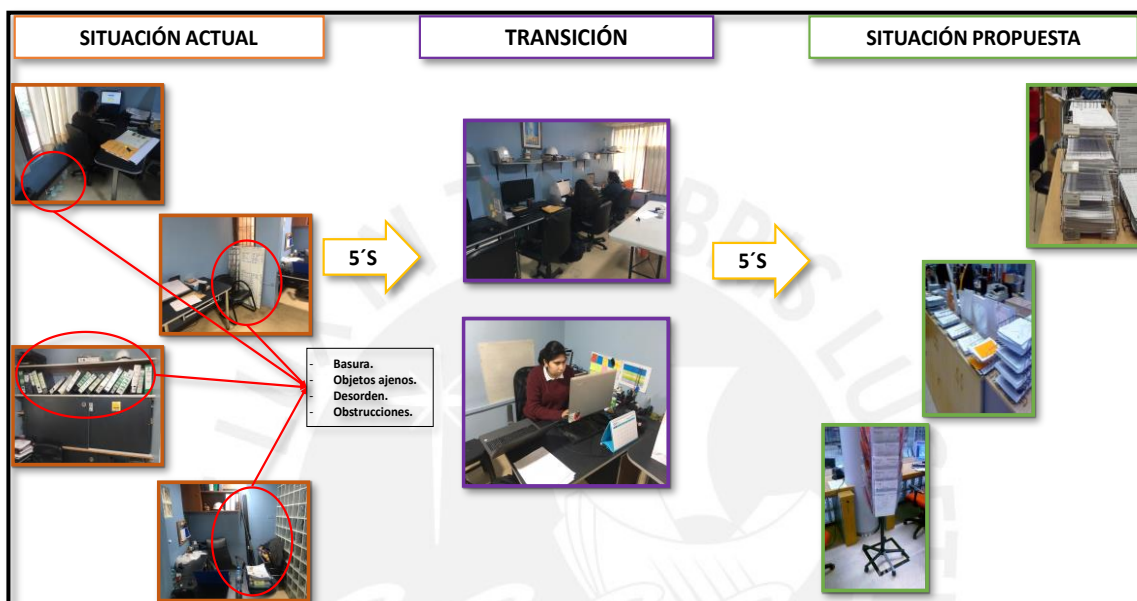 SITUACIÓN ACTUAL
TRANSICIÓN
SITUACIÓN PROPUESTA
5´S
5´S
- Basura.
- Objetos ajenos.
- Desorden.
- Obstrucciones.